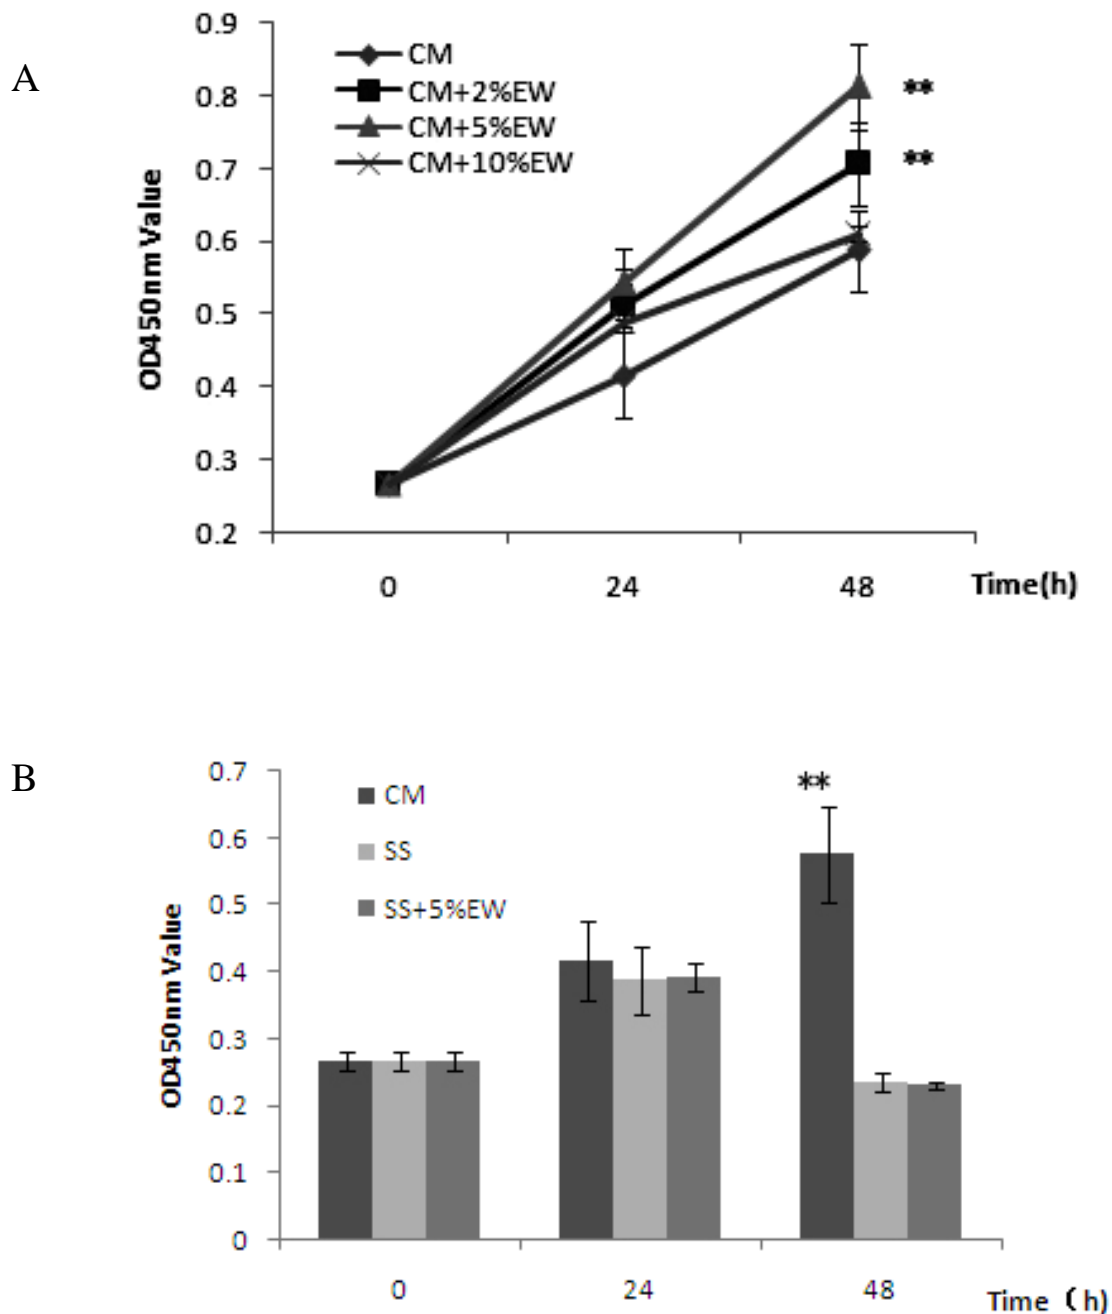 A
0.9
0.8
0.7
0.6
0.5
0.4
0.3
0.2
OD450nm Value
CM
CM+2%EW
CM+5%EW
CM+10%EW
**
**
0 24 48 Time(h)
B
0.7
0.6
0.5
0.4
0.3
0.2
0.1
0
OD450nm Value
CM
SS
SS+5%EW
**
0 24 48 Time ( h)